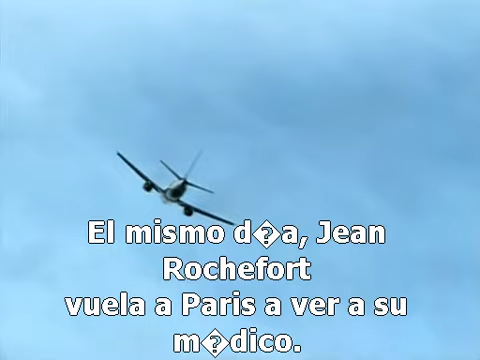 El mismo d�a, Jean
Rochefort
vuela a Paris a ver a su
m�dico.